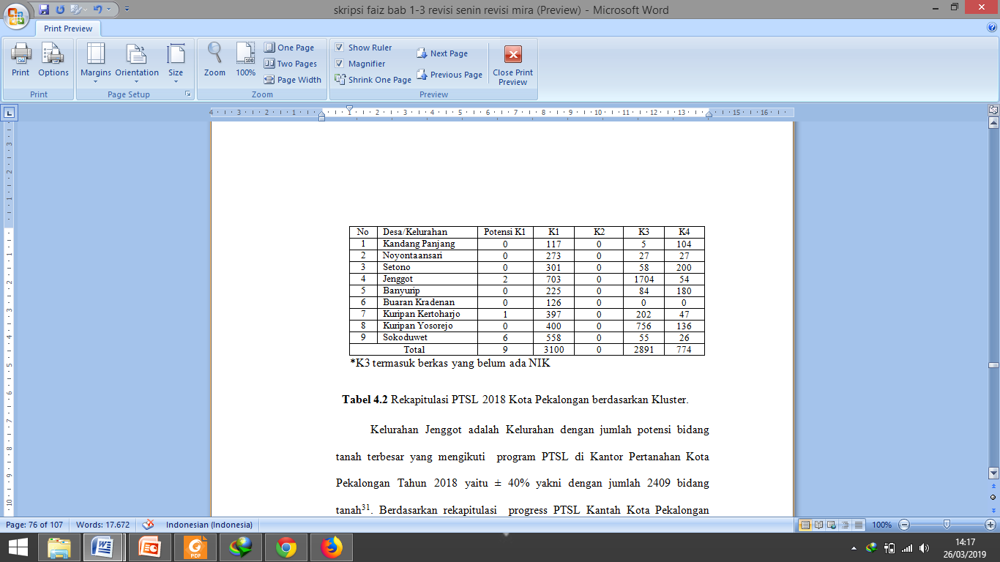 skripsi faiz bab 1-3 revisi senin revisi mira (Preview) - Microsoft Word
Print Preview
Print
Options
Margins
Orientation
Size
Zoom
100%
One Page
Two Pages
Page Width
Show Ruler
Magnifier
Shrink One Page
Next Page
Previous Page
Close Print
Preview
Print
Page Setup
Zoom
Preview
No Desa/Kelurahan Potensi K1 K1 K2 K3 K4
1 Kandang Panjang 0 117 0 5 104
2 Noyontaansari 0 273 0 27 27
3 Setono 0 301 0 58 200
4 Jenggot 2 703 0 1704 54
5 Banyurip 0 225 0 84 180
6 Buaran Kradenan 0 126 0 0 0
7 Kuripan Kertoharjo 1 397 0 202 47
8 Kuripan Yosorejo 0 400 0 756 136
9 Sokoduwet 6 558 0 55 26
Total 9 3100 0 2891 774
*K3 termasuk berkas yang belum ada NIK
Tabel 4.2 Rekapitulasi PTSL 2018 Kota Pekalongan berdasarkan Kluster.
Kelurahan Jenggot adalah Kelurahan dengan jumlah potensi bidang
tanah terbesar yang mengikuti program PTSL di Kantor Pertanahan Kota
Pekalongan Tahun 2018 yaitu ± 40% yakni dengan jumlah 2409 bidang
tanah31. Berdasarkan rekapitulasi progress PTSL Kantah Kota Pekalongan
Page: 76 of 107 Words: 17.672 Indonesian (Indonesia) 100%
14:17
26/03/2019